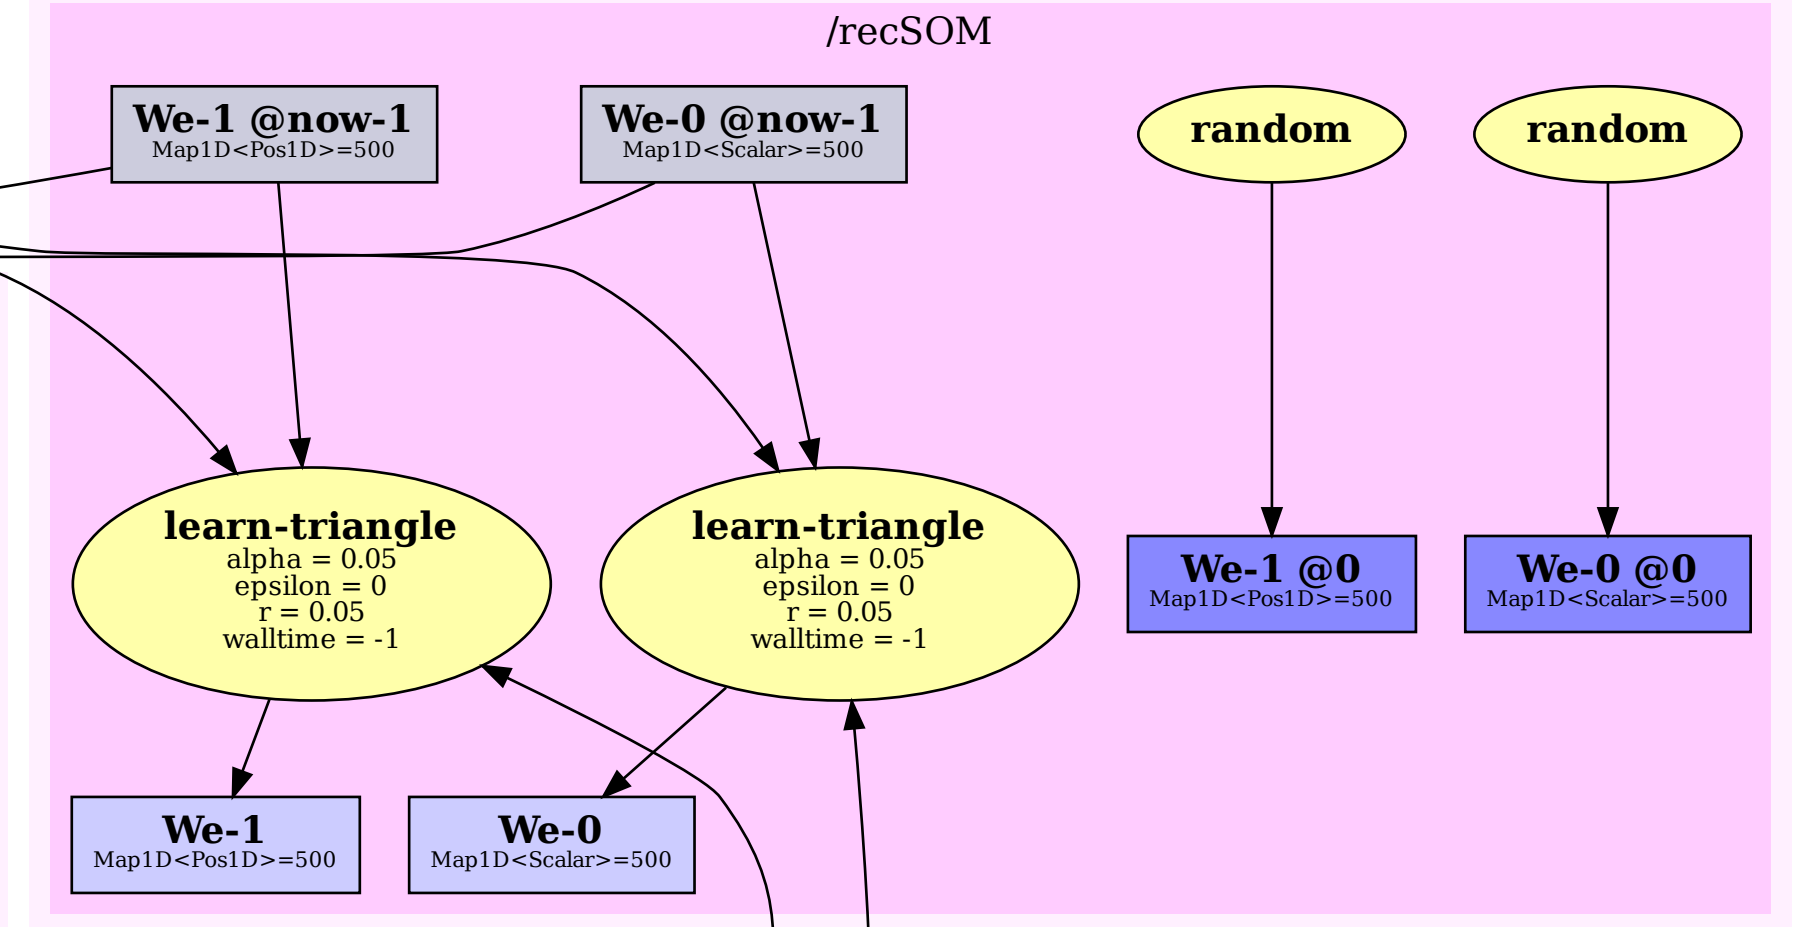 /recSOM
We-1 @now-1
Map1D<Pos1D>=500
We-0 @now-1
Map1D<Scalar>=500
random
random
learn-triangle
alpha = 0.05
epsilon = 0
r = 0.05
walltime = -1
learn-triangle
alpha = 0.05
epsilon = 0
r = 0.05
walltime = -1
We-1 @0
Map1D<Pos1D>=500
We-0 @0
Map1D<Scalar>=500
We-1
Map1D<Pos1D>=500
We-0
Map1D<Scalar>=500